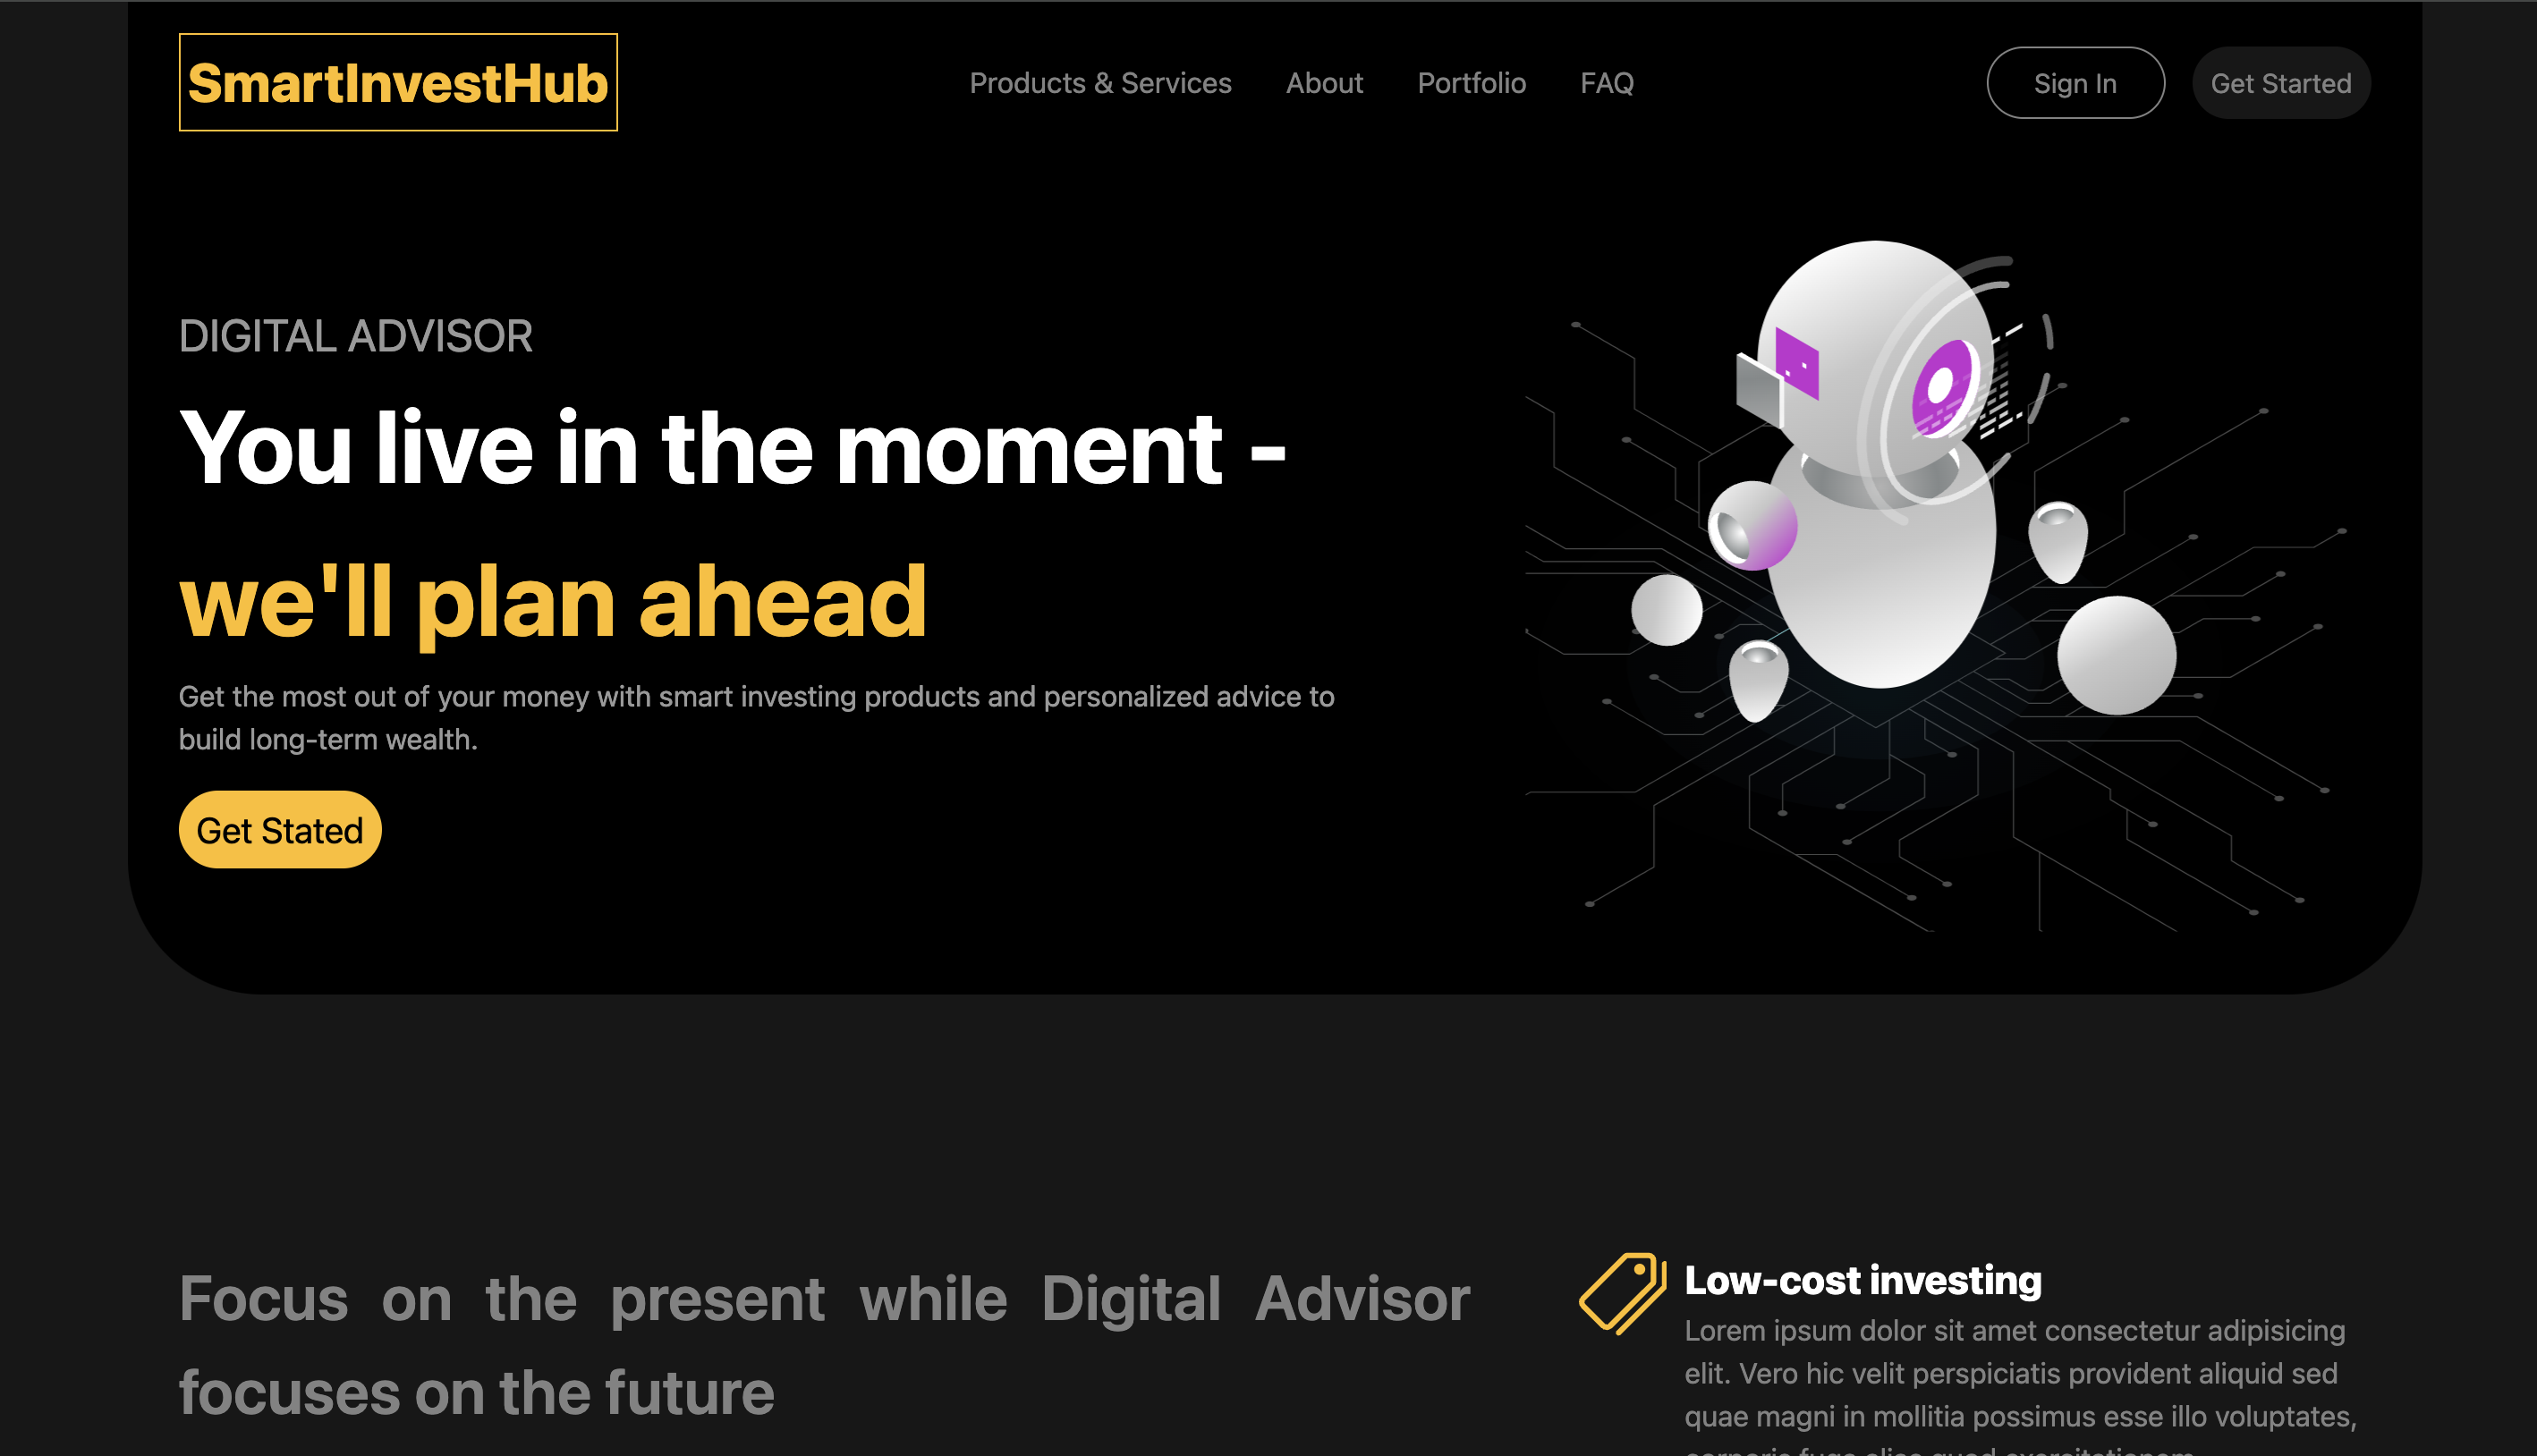 SmartInvestHub
Products & Services
About
Portfolio
FAQ
Sign In
Get Started
DIGITAL ADVISOR
You live in the moment -
we'll plan ahead
Get the most out of your money with smart investing products and personalized advice to
build long-term wealth.
Get Stated
Focus on the present while Digital Advisor
focuses on the future
Low-cost investing
Lorem ipsum dolor sit amet consectetur adipisicing
elit. Vero hic velit perspiciatis provident aliquid sed
quae magni in mollitia possimus esse illo voluptates,